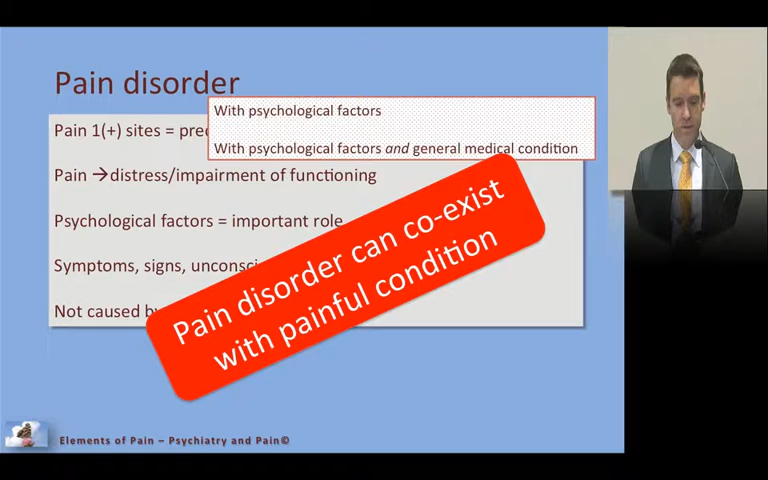 Pain disorder
With psychological factors
Pain 1(+) sites =
With psychological factors and general medical condition
Pain →distress/impairment of functioning
Psychological factors = important role
Symptoms, signs,
Not caused
Pain disorder can co-exist
with painful condition
Elements of Pain – Psychiatry and Pain©